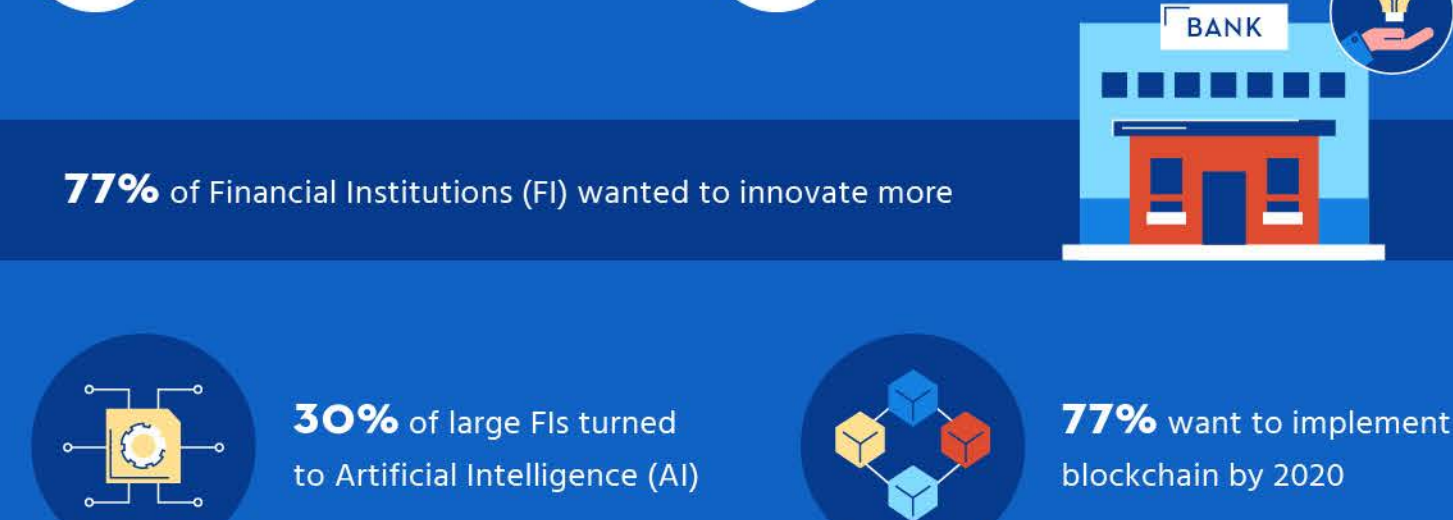 BANK
77% of Financial Institutions (FI) wanted to innovate more
30% of large FIs turned
to Artificial Intelligence (AI)
77% want to implement
blockchain by 2020